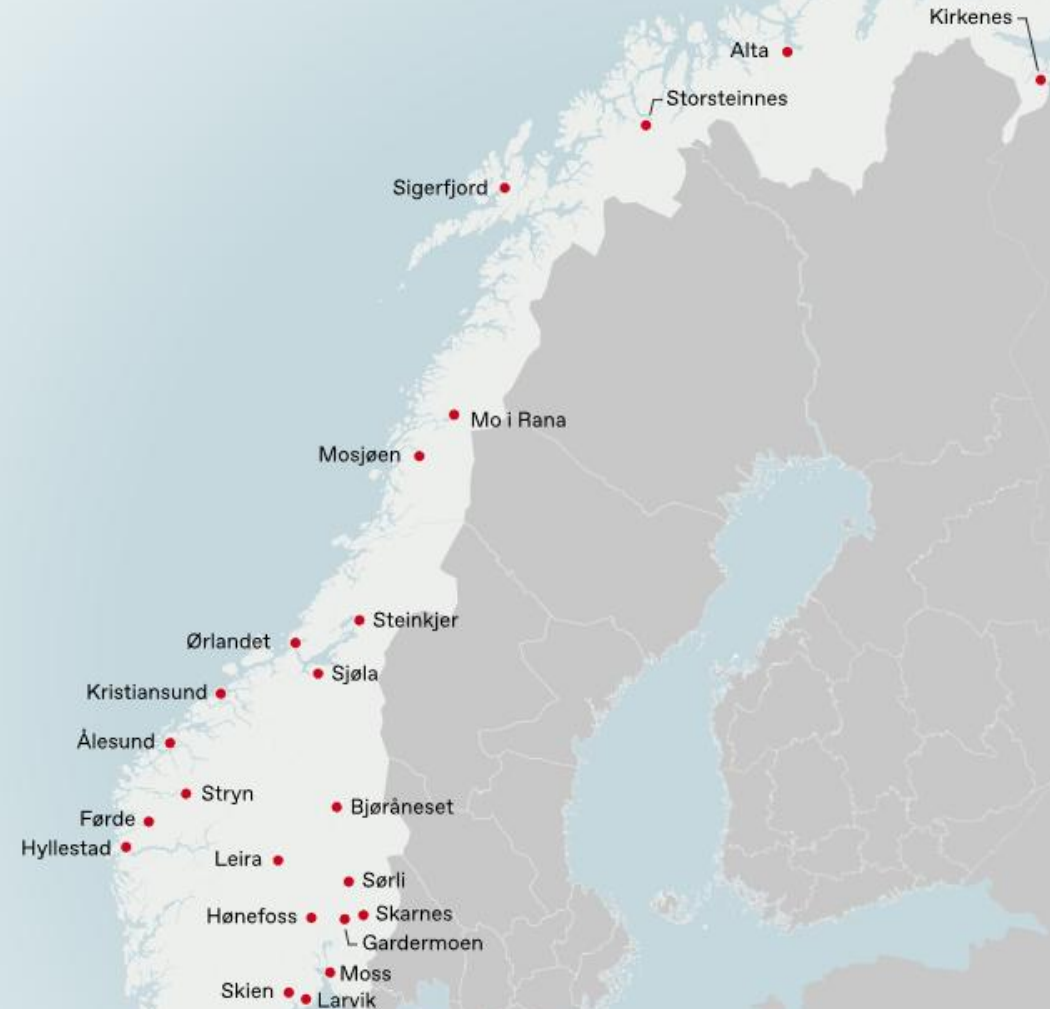 Kirkenes
Alta
Storsteinnes
Sigerfjord
Mo i Rana
Mosjøen
Steinkjer
Ørlandet
Sjøla
Kristiansund
Ålesund
Stryn
Bjøråneset
Førde
Hyllestad
Leira
Sørli
Skarnes
Hønefoss
Gardermoen
Moss
Skien
Larvik